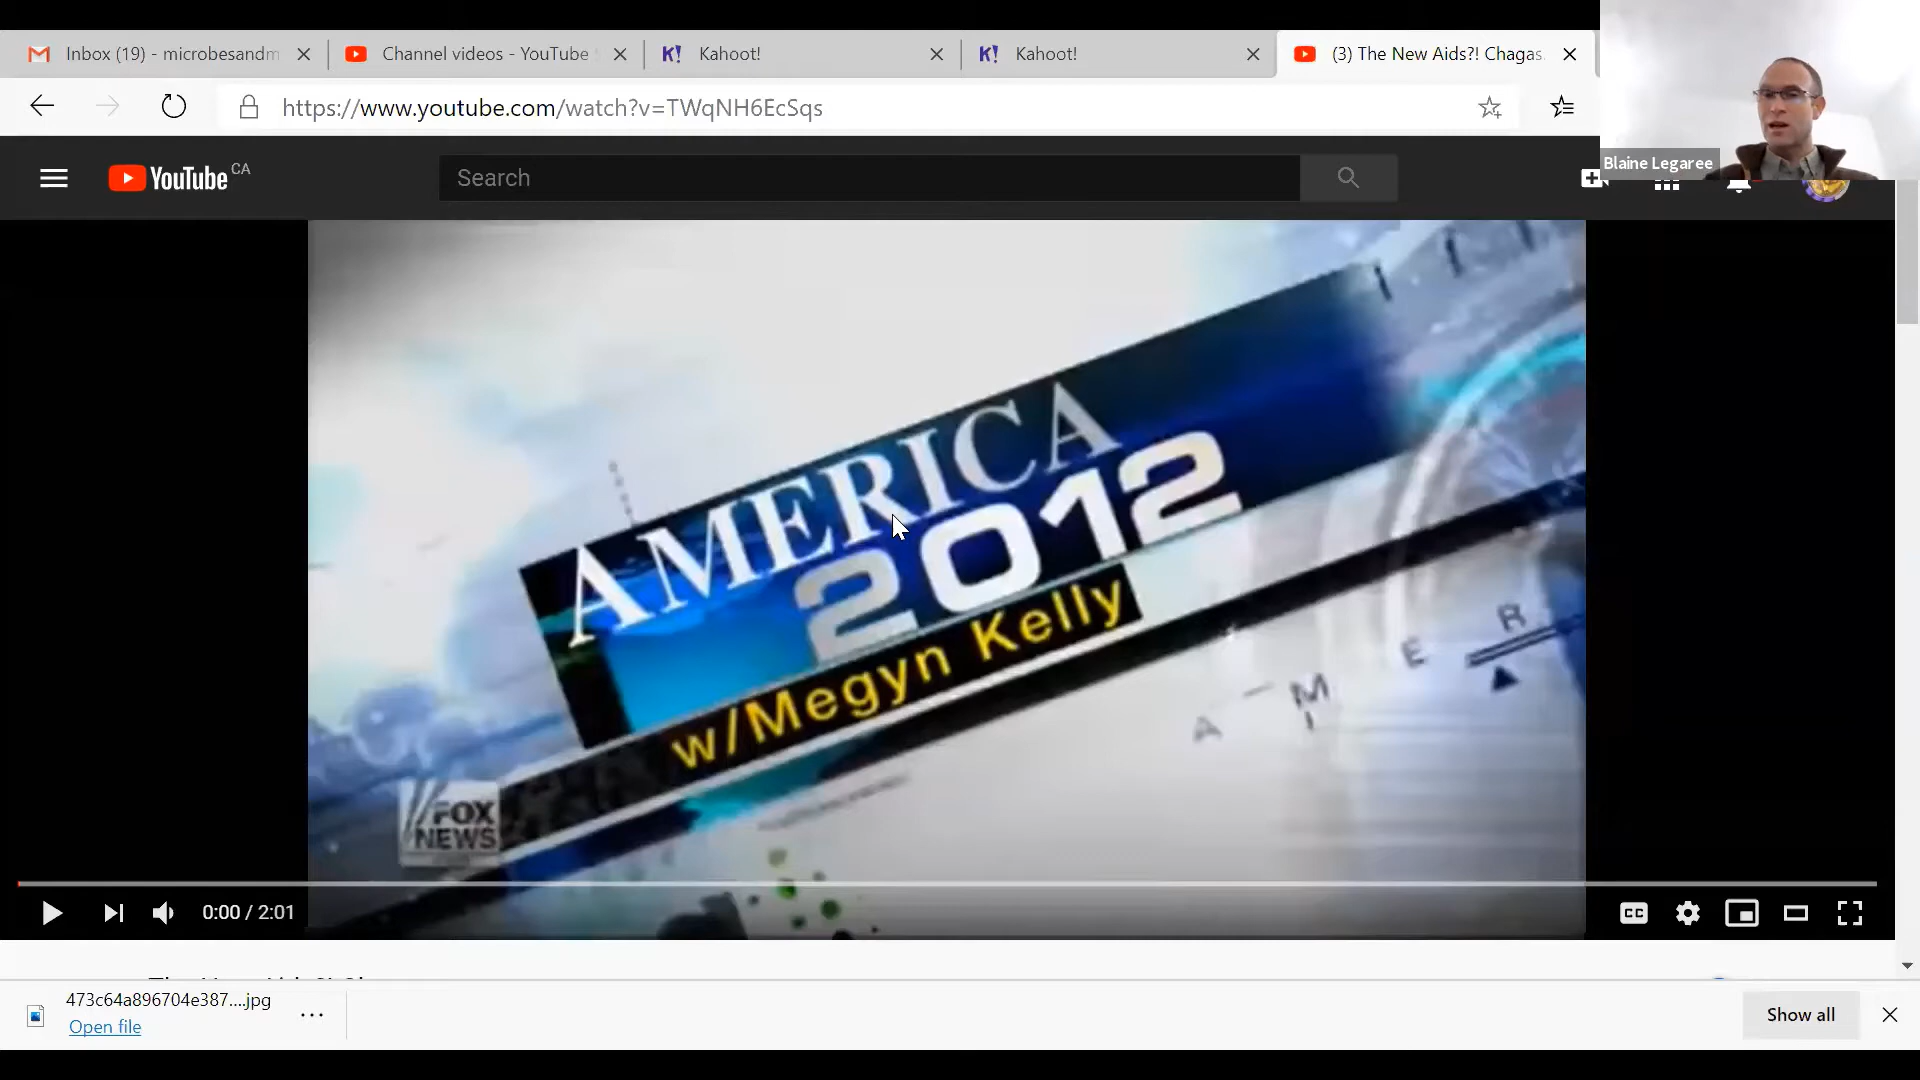 Inbox (19) - microbesandm
Channel videos - YouTube
Kahoot!
Kahoot!
(3) The New Aids?! Chagas
https://www.youtube.com/watch?v=TWqNH6EcSqs
Blaine Legaree
YouTube CA
Search
AMERICA
2012
w/Megyn Kelly
A M E R
FOX
NEWS
0:00 / 2:01
CC
473c64a896704e387....jpg
Open file
Show all